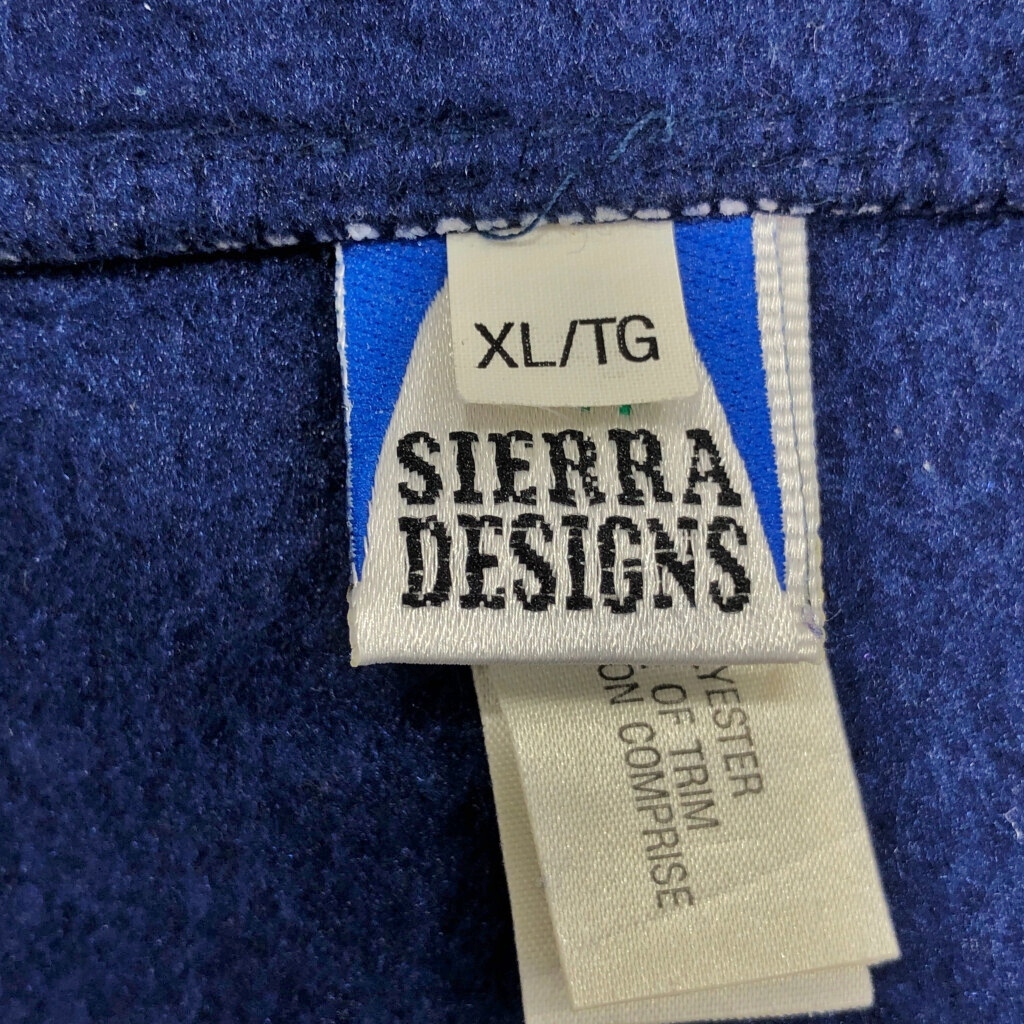 XL/TG
SIERRA
DESIGNS
YESTER
OF TRIM
ON COMPRISE